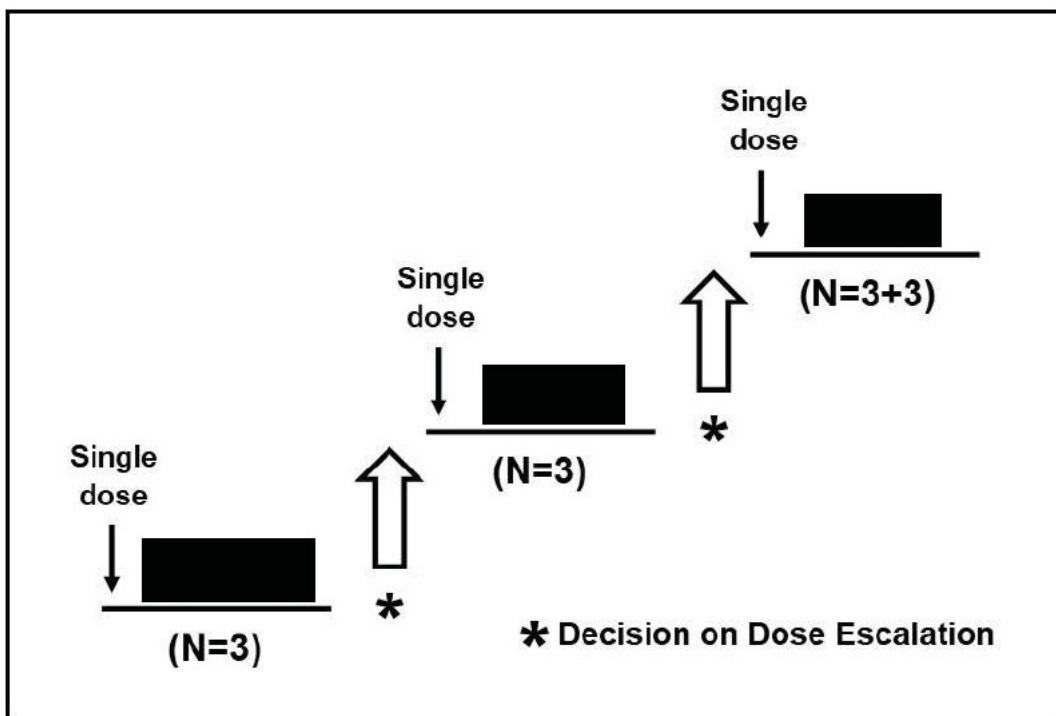 Single
dose
(N=3+3)
Single
dose
(N=3)
*
Single
dose
(N=3)
*
* Decision on Dose Escalation